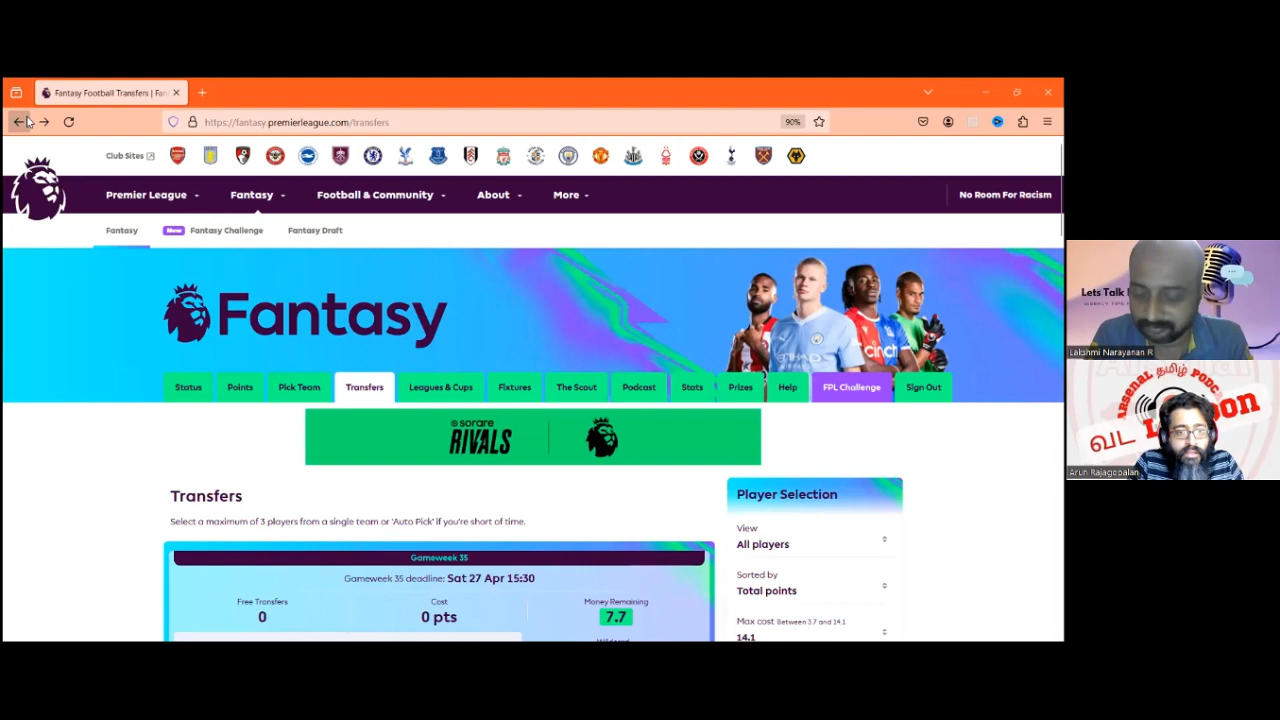 Fantasy Football Transfers | Fan
https://fantasy.premierleague.com/transfers
90%
Club Sites
Premier League
Fantasy
Football & Community
About
More
No Room For Racism
Fantasy
New
Fantasy Challenge
Fantasy Draft
Fantasy
Status
Points
Pick Team
Transfers
Leagues & Cups
Fixtures
The Scout
Podcast
Stats
Prizes
Help
FPL Challenge
Sign Out
sorare
RIVALS
Transfers
Select a maximum of 3 players from a single team or 'Auto Pick' if you're short of time.
Gameweek 35
Gameweek 35 deadline: Sat 27 Apr 15:30
Free Transfers
0
Cost
0 pts
Money Remaining
7.7
Player Selection
View
All players
Sorted by
Total points
Max cost Between 3.7 and 14.1
14.1
Lets Talk
Lakshmi Narayanan R
ARSENAL தமிழ் PODC
வட
Arun Rajagopalan